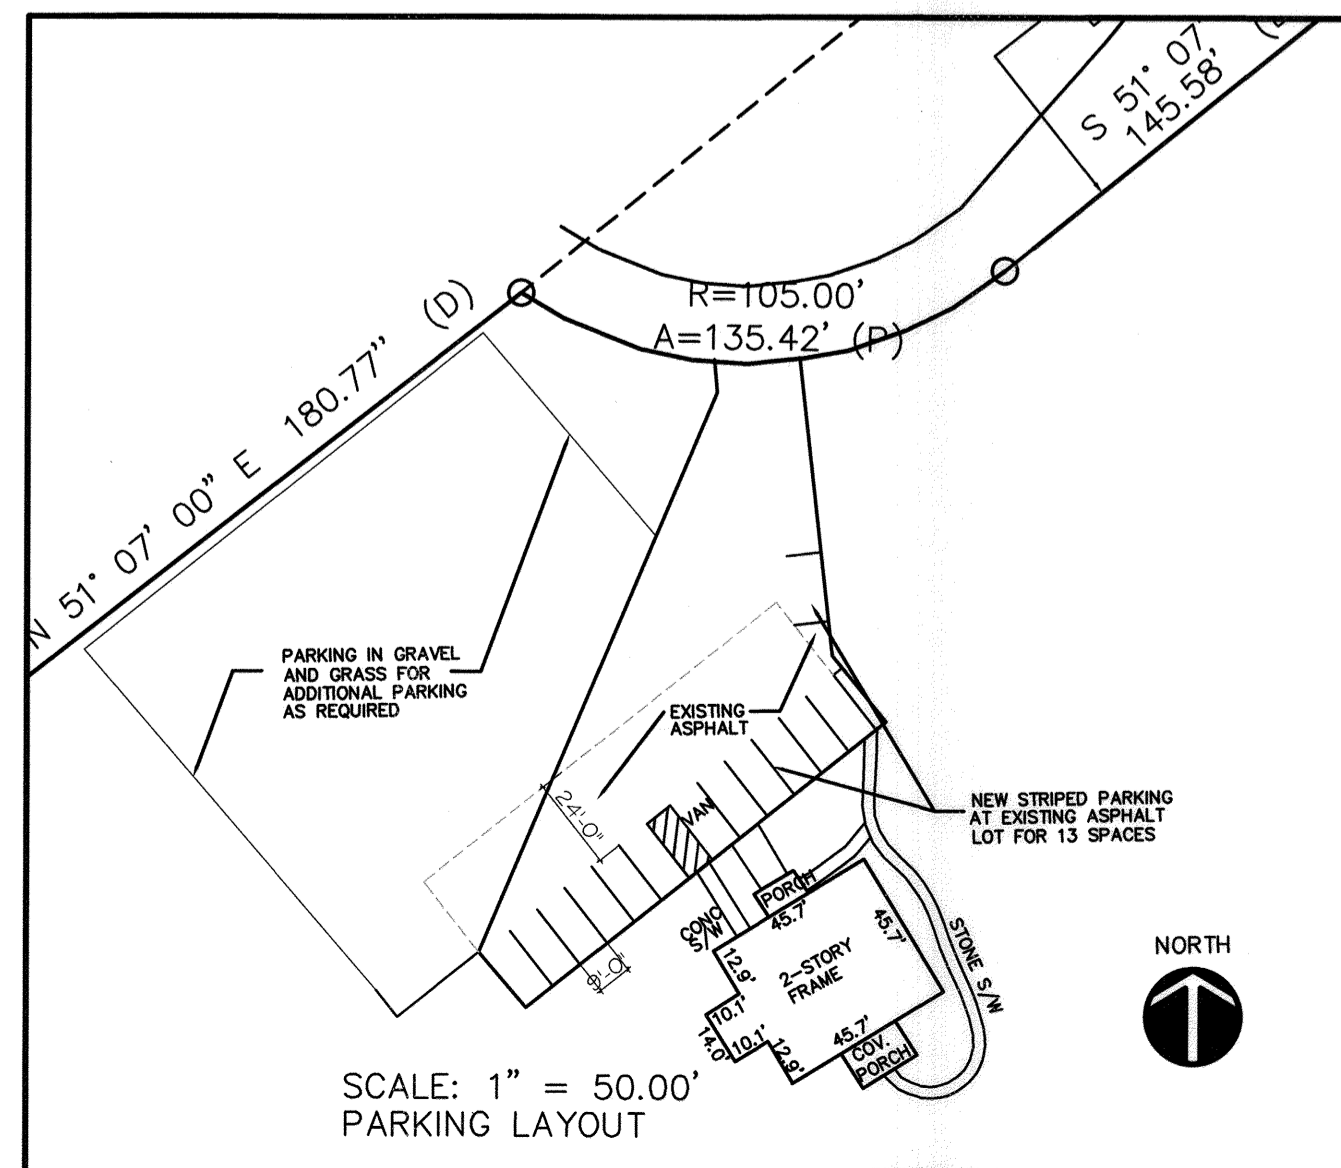 S 51° 07'
145.58'
R=105.00'
A=135.42' (P)
N 51° 07' 00" E 180.77" (D)
PARKING IN GRAVEL
AND GRASS FOR
ADDITIONAL PARKING
AS REQUIRED
EXISTING
ASPHALT
24'-0"
VAN
NEW STRIPED PARKING
AT EXISTING ASPHALT
LOT FOR 13 SPACES
PORCH
45.7'
45.7'
CONC
S/W
12.9'
2-STORY
FRAME
STONE S/W
9'-0"
10.1'
14.0'
10.1'
12.9'
45.7'
COV.
PORCH
NORTH
SCALE: 1" = 50.00'
PARKING LAYOUT